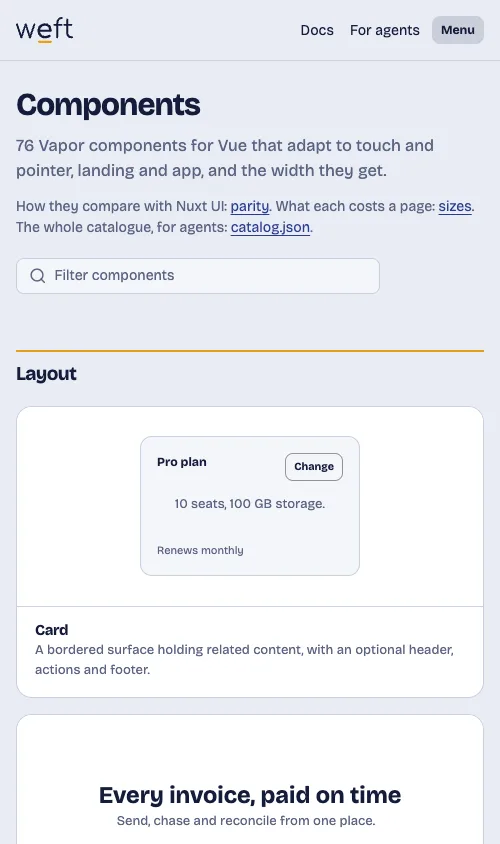 weft
Docs
For agents
Menu
Components
76 Vapor components for Vue that adapt to touch and
pointer, landing and app, and the width they get.
How they compare with Nuxt UI: parity. What each costs a page: sizes.
The whole catalogue, for agents: catalog.json.
Filter components
Layout
Pro plan
Change
10 seats, 100 GB storage.
Renews monthly
Card
A bordered surface holding related content, with an optional header,
actions and footer.
Every invoice, paid on time
Send, chase and reconcile from one place.